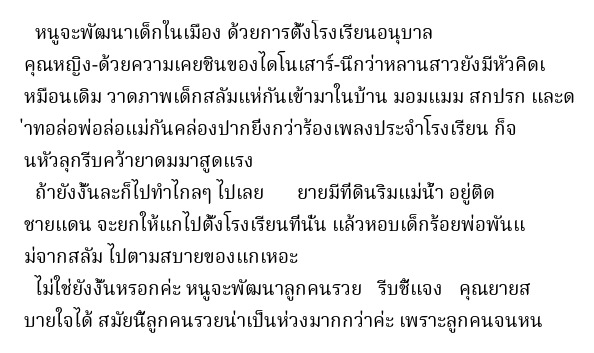 หนูจะพัฒนาเด็กในเมือง ด้วยการตั้งโรงเรียนอนุบาล
คุณหญิง-ด้วยความเคยชินของไดโนเสาร์-นึกว่าหลานสาวยังมีหัวคิดเ
หมือนเดิม วาดภาพเด็กสลัมแห่กันเข้ามาในบ้าน มอมแมม สกปรก และด
่าทอล่อพ่อล่อแม่กันคล่องปากยิ่งกว่าร้องเพลงประจำโรงเรียน ก็จ
นหัวลุกรีบคว้ายาดมมาสูดแรง
ถ้ายังงั้นละก็ไปทำไกลๆ ไปเลย ยายมีที่ดินริมแม่น้ำ อยู่ติด
ชายแดน จะยกให้แกไปตั้งโรงเรียนที่นั่น แล้วหอบเด็กร้อยพ่อพันแ
ม่จากสลัม ไปตามสบายของแกเหอะ
ไม่ใช่ยังงั้นหรอกค่ะ หนูจะพัฒนาลูกคนรวย รีบชี้แจง คุณยายส
บายใจได้ สมัยนี้ลูกคนรวยน่าเป็นห่วงมากกว่าค่ะ เพราะลูกคนจนหน